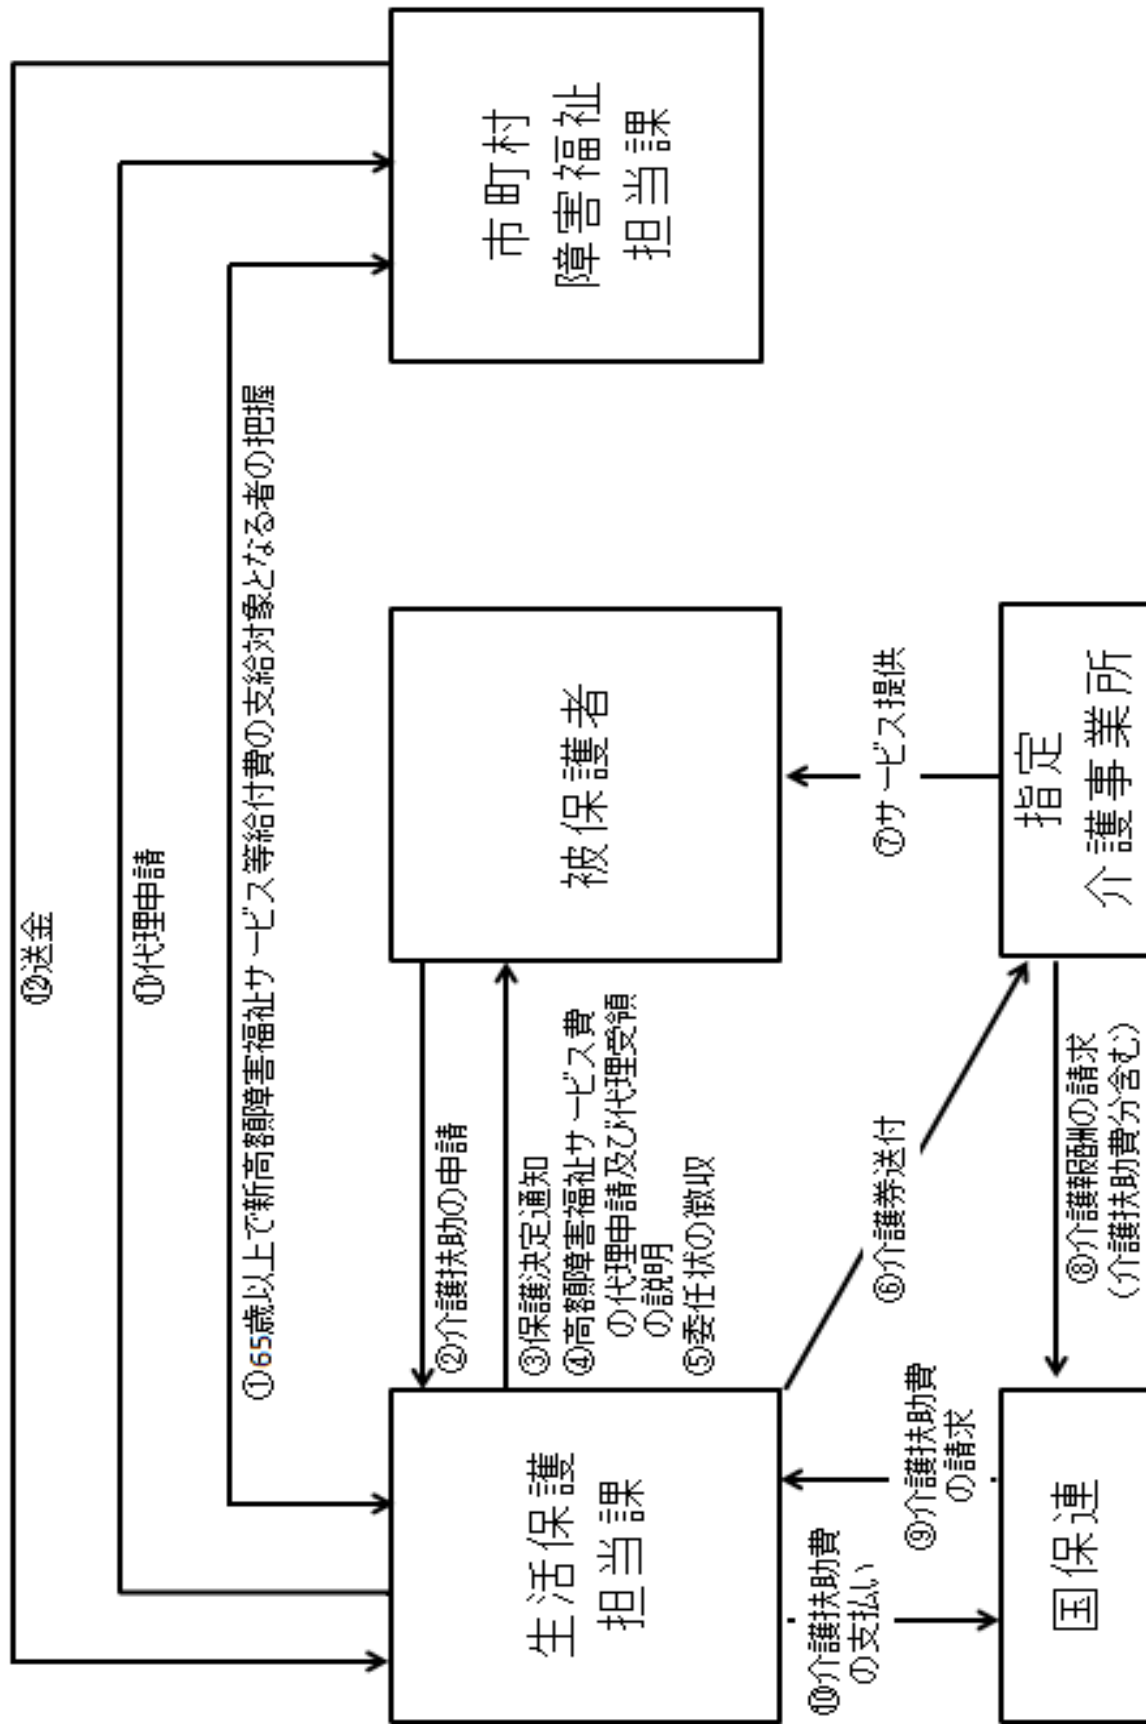 ⑫送金
⑪代理申請
①65歳以上で新高額障害福祉サービス等給付費の支給対象となる者の把握
生活保護
担当課
②介護扶助の申請
③保護決定通知
④高額障害福祉サービス費
の代理申請及び代理受領
の説明
⑤委任状の徴収
被保護者
市町村
障害福祉
担当課
⑩介護扶助費
の支払い
⑨介護扶助費
の請求
⑥介護券送付
⑦サービス提供
国保連
⑧介護報酬の請求
(介護扶助費分含む)
指定
介護事業所